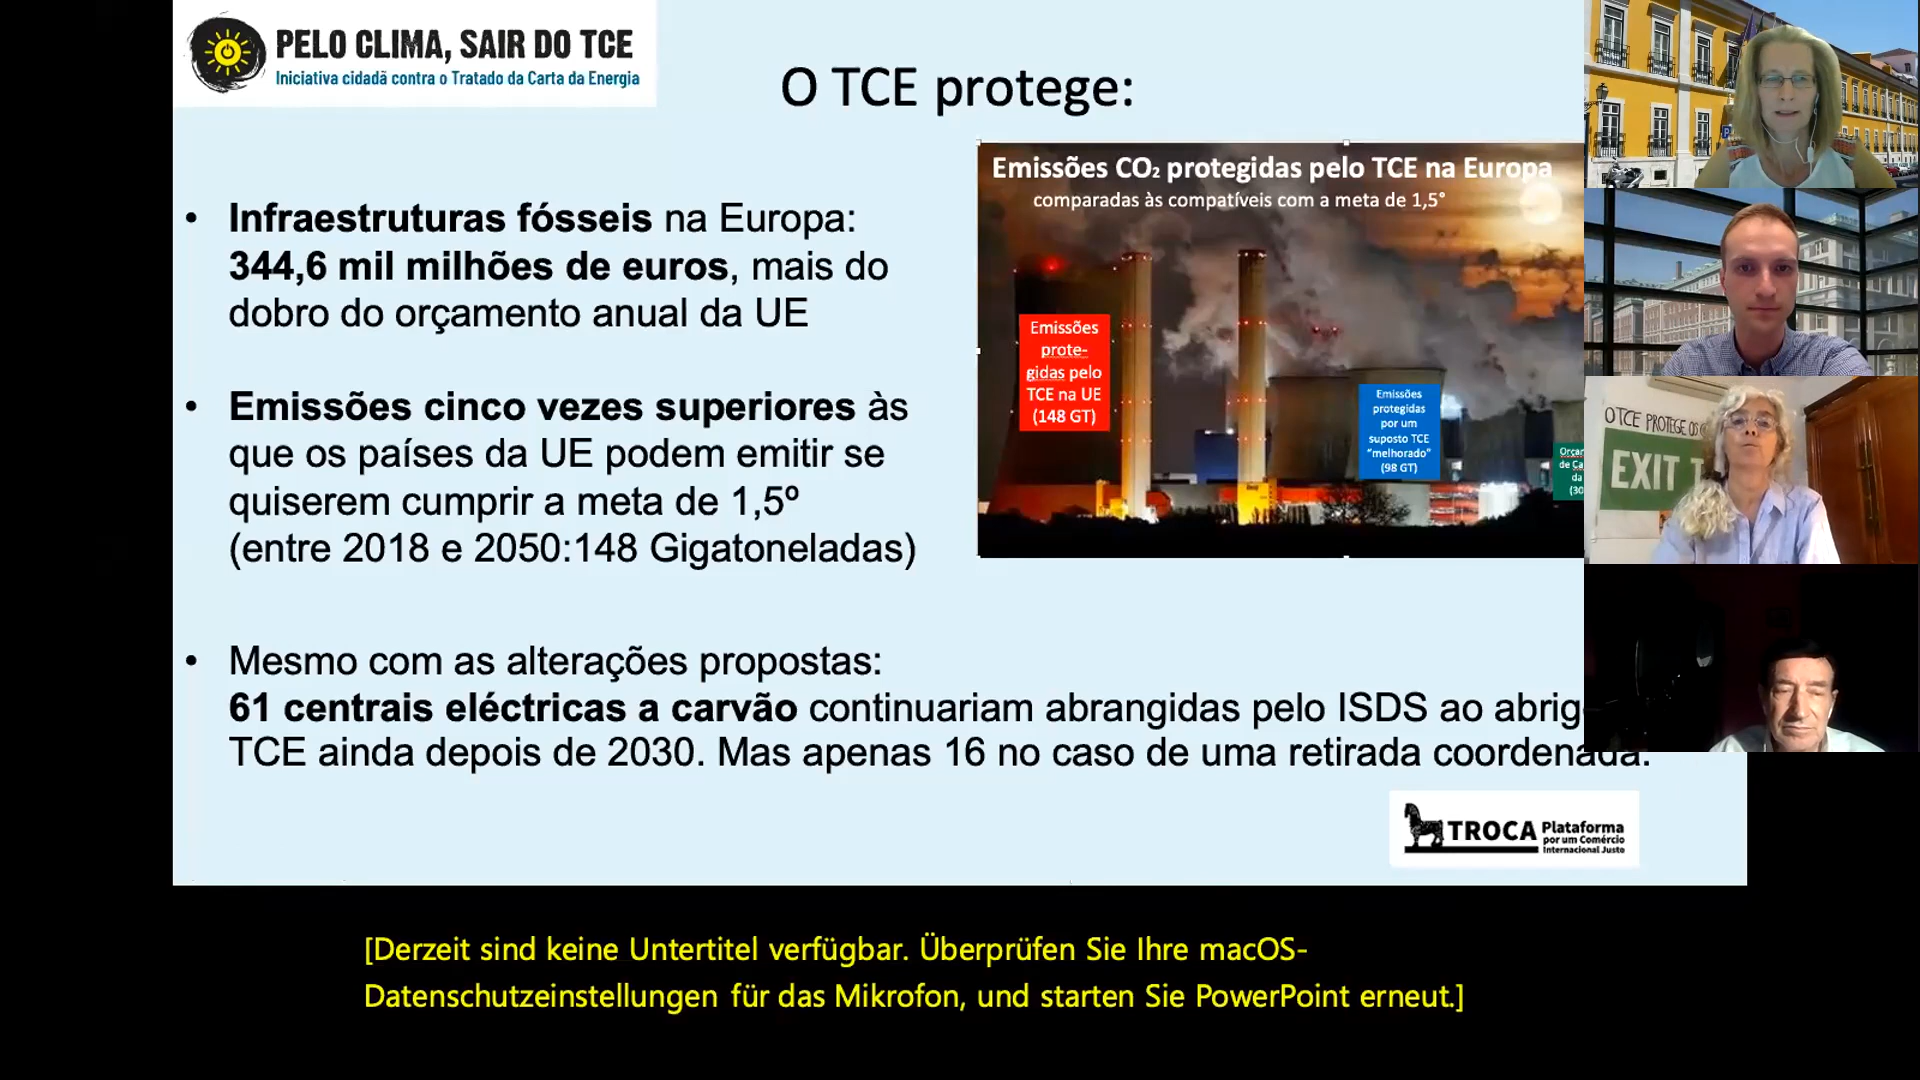 PELO CLIMA, SAIR DO TCE
Iniciativa cidadã contra o Tratado da Carta da Energia
O TCE protege:
• Infraestruturas fósseis na Europa:
344,6 mil milhões de euros, mais do
dobro do orçamento anual da UE
• Emissões cinco vezes superiores às
que os países da UE podem emitir se
quiserem cumprir a meta de 1,5º
(entre 2018 e 2050:148 Gigatoneladas)
• Mesmo com as alterações propostas:
61 centrais eléctricas a carvão continuariam abrangidas pelo ISDS ao
TCE ainda depois de 2030. Mas apenas 16 no caso de uma retirada coordenada.
Emissões CO₂ protegidas pelo TCE na Europa
comparadas às compatíveis com a meta de 1,5°
Emissões
prote-
gidas pelo
TCE na UE
(148 GT)
Emissões
protegidas
por um
suposto TCE
"melhorado"
(98 GT)
de
da
(30
P
O TCE PROTEGE OS
EXIT T
TROCA Plataforma
por um Comércio
Internacional Justo
[Derzeit sind keine Untertitel verfügbar. Überprüfen Sie Ihre macOS-
Datenschutzeinstellungen für das Mikrofon, und starten Sie PowerPoint erneut.]